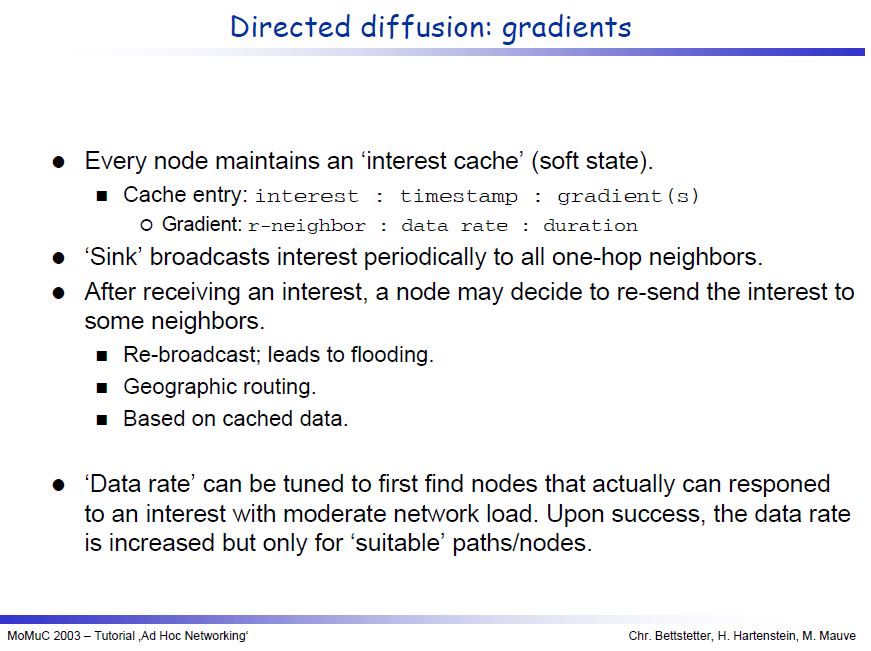 Directed diffusion: gradients
Every node maintains an ‘interest cache’ (soft state).
Cache entry: interest : timestamp : gradient(s)
Gradient: r-neighbor : data rate : duration
‘Sink’ broadcasts interest periodically to all one-hop neighbors.
After receiving an interest, a node may decide to re-send the interest to
some neighbors.
Re-broadcast; leads to flooding.
Geographic routing.
Based on cached data.
‘Data rate’ can be tuned to first find nodes that actually can responed
to an interest with moderate network load. Upon success, the data rate
is increased but only for ‘suitable’ paths/nodes.
MoMuC 2003 – Tutorial ‚Ad Hoc Networking‘
Chr. Bettstetter, H. Hartenstein, M. Mauve